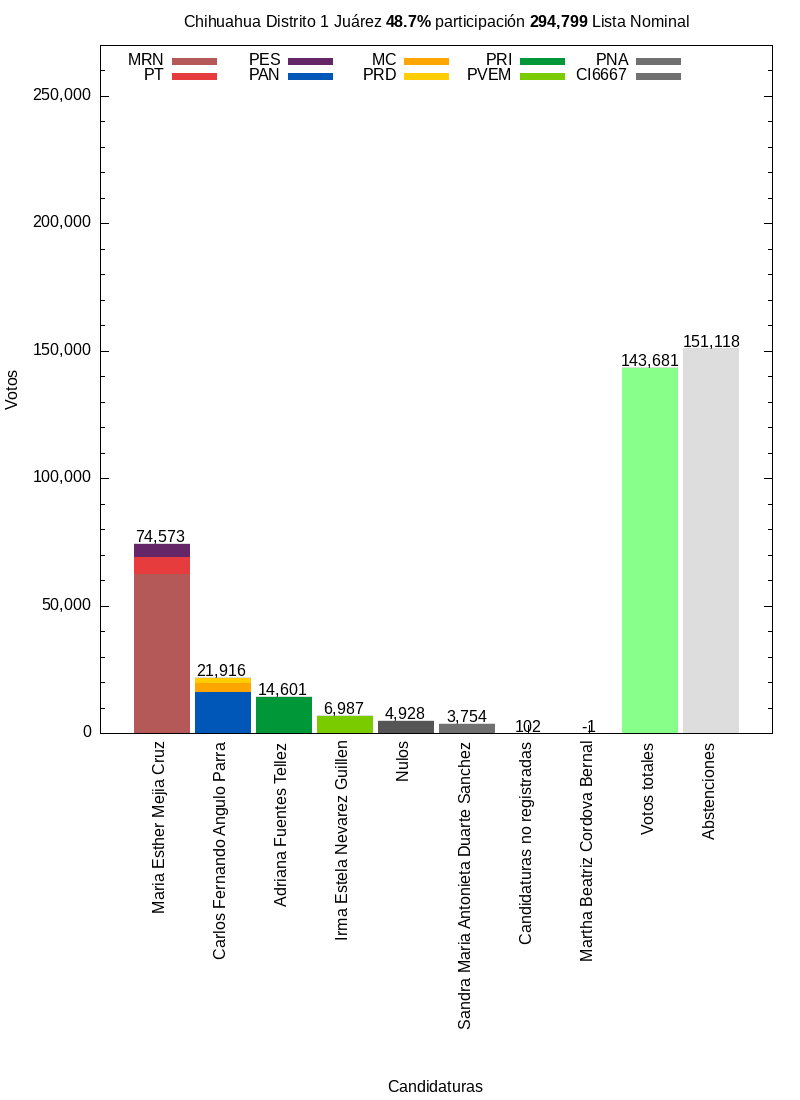 Chihuahua Distrito 1 Juárez 48.7% participación 294,799 Lista Nominal
MRN PES MC PRI PNA
PT PAN PRD PVEM CI6667
250,000
200,000
150,000
100,000
50,000
0
Votos
74,573
21,916
14,601
6,987
4,928
3,754
102
-1
143,681
151,118
Maria Esther Mejia Cruz
Carlos Fernando Angulo Parra
Adriana Fuentes Tellez
Irma Estela Nevarez Guillen
Nulos
Sandra Maria Antonieta Duarte Sanchez
Candidaturas no registradas
Martha Beatriz Cordova Bernal
Votos totales
Abstenciones
Candidaturas